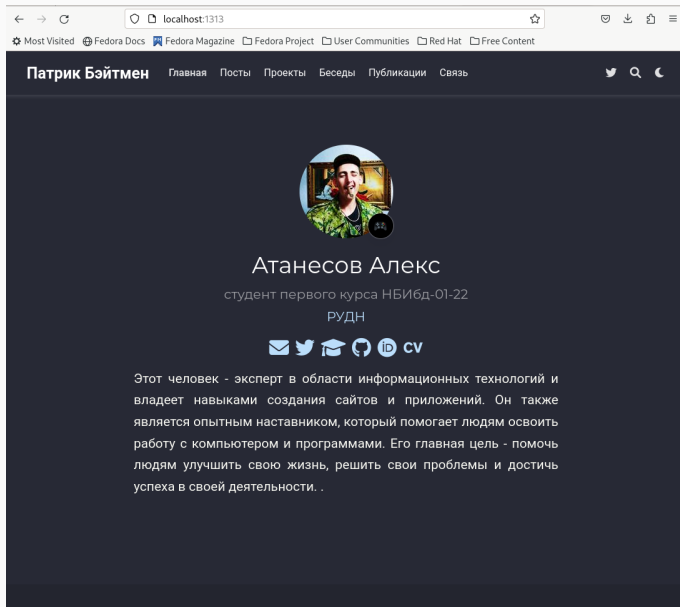 localhost:1313
Most Visited Fedora Docs Fedora Magazine Fedora Project User Communities Red Hat Free Content
Патрик Бэйтмен Главная Посты Проекты Беседы Публикации Связь
Атанесов Алекс
студент первого курса НБИбд-01-22
РУДН
iD CV
Этот человек - эксперт в области информационных технологий и
владеет навыками создания сайтов и приложений. Он также
является опытным наставником, который помогает людям освоить
работу с компьютером и программами. Его главная цель - помочь
людям улучшить свою жизнь, решить свои проблемы и достичь
успеха в своей деятельности. .